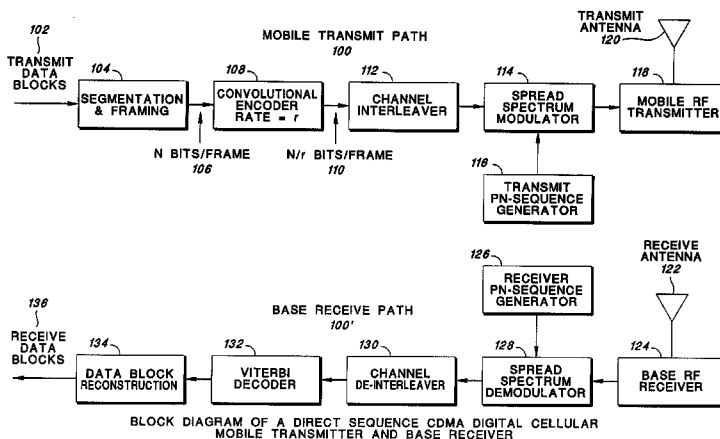 102
TRANSMIT
DATA
BLOCKS
104
SEGMENTATION
& FRAMING
N BITS/FRAME
106
MOBILE TRANSMIT PATH
100
108
CONVOLUTIONAL
ENCODER
RATE = r
N/r BITS/FRAME
110
112
CHANNEL
INTERLEAVER
114
SPREAD
SPECTRUM
MODULATOR
116
TRANSMIT
PN-SEQUENCE
GENERATOR
TRANSMIT
ANTENNA
120
118
MOBILE RF
TRANSMITTER
126
RECEIVER
PN-SEQUENCE
GENERATOR
RECEIVE
ANTENNA
122
136
RECEIVE
DATA
BLOCKS
BASE RECEIVE PATH
100'
134
DATA BLOCK
RECONSTRUCTION
132
VITERBI
DECODER
130
CHANNEL
DE-INTERLEAVER
128
SPREAD
SPECTRUM
DEMODULATOR
124
BASE RF
RECEIVER
BLOCK DIAGRAM OF A DIRECT SEQUENCE CDMA DIGITAL CELLULAR
MOBILE TRANSMITTER AND BASE RECEIVER